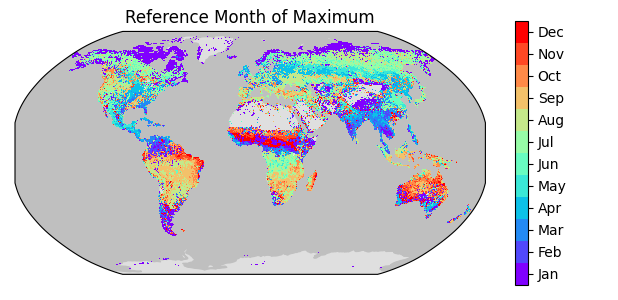 Reference Month of Maximum
Dec
Nov
Oct
Sep
Aug
Jul
Jun
May
Apr
Mar
Feb
Jan